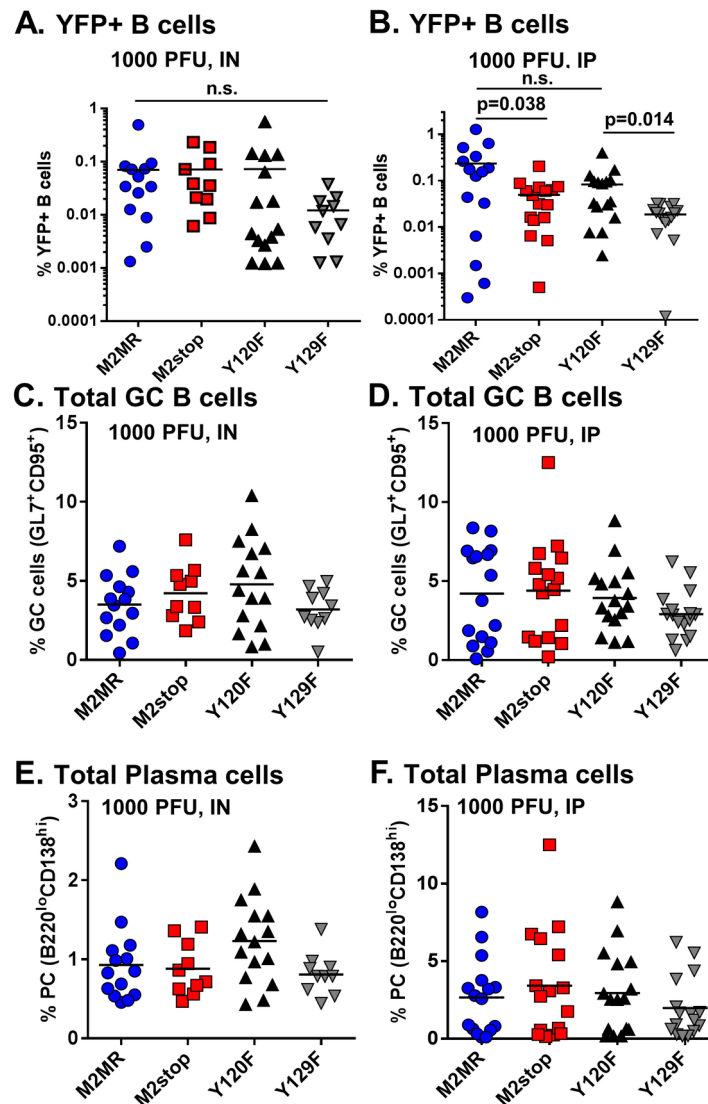 A. YFP+ B cells
1000 PFU, IN
n.s.
% YFP+ B cells
1
0.1
0.01
0.001
0.0001
M2MR
M2stop
Y120F
Y129F
B. YFP+ B cells
1000 PFU. IP
n.s.
p=0.038
p=0.014
% YFP+ B cells
1
0.1
0.01
0.001
0.0001
M2MR
M2stop
Y120F
Y129F
C. Total GC B cells
1000 PFU, IN
% GC cells (GL7⁺CD95⁺)
15
10
5
0
M2MR
M2stop
Y120F
Y129F
D. Total GC B cells
1000 PFU, IP
% GC cells (GL7⁺CD95⁺)
15
10
5
0
M2MR
M2stop
Y120F
Y129F
E. Total Plasma cells
1000 PFU, IN
% PC (B220ˡᵒCD138ʰⁱ)
3
2
1
0
M2MR
M2stop
Y120F
Y129F
F. Total Plasma cells
1000 PFU, IP
% PC (B220ˡᵒCD138ʰⁱ)
15
10
5
0
M2MR
M2stop
Y120F
Y129F